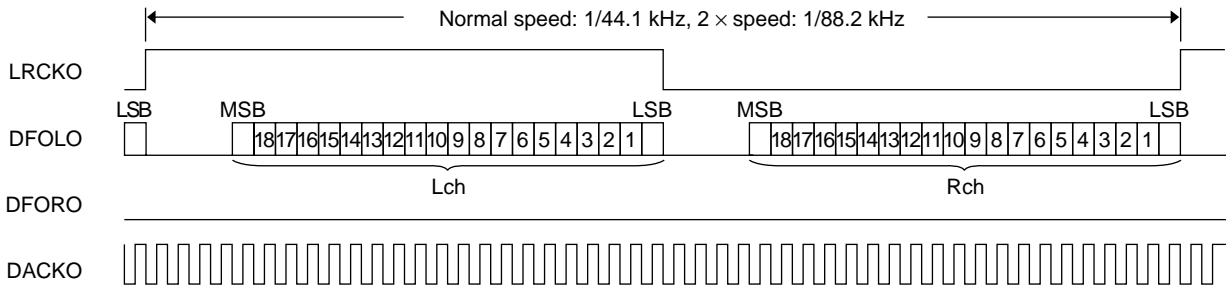 Normal speed: 1/44.1 kHz, 2 × speed: 1/88.2 kHz
LRCKO
LSB MSB LSB MSB LSB
DFOLO 18 17 16 15 14 13 12 11 10 9 8 7 6 5 4 3 2 1 18 17 16 15 14 13 12 11 10 9 8 7 6 5 4 3 2 1
Lch Rch
DFORO
DACKO